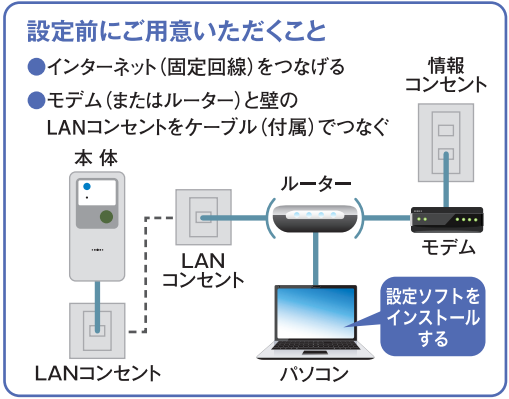 設定前にご用意いただくこと
●インターネット(固定回線)をつなげる
●モデム(またはルーター)と壁の
LANコンセントをケーブル(付属)でつなぐ
情報
コンセント
本体
ルーター
LAN
コンセント
モデム
設定ソフトを
インストール
する
LANコンセント
パソコン